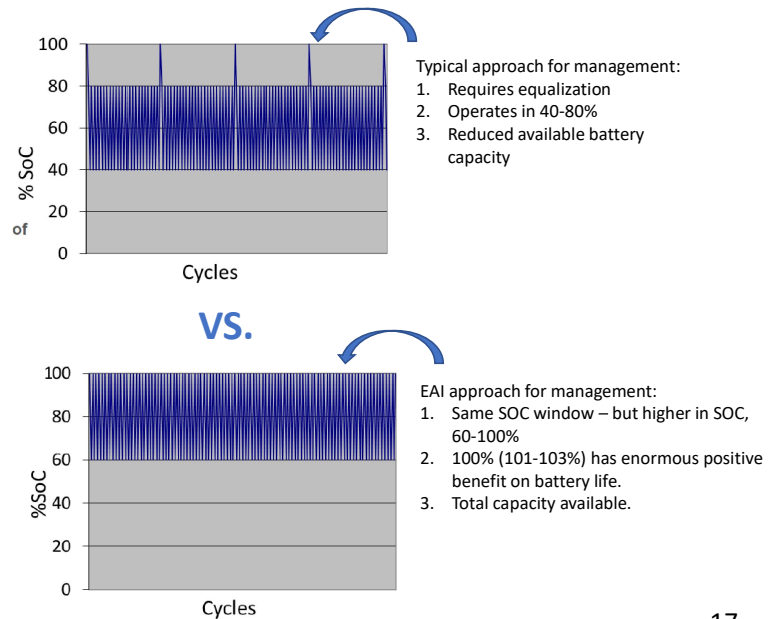 100
80
60
40
20
0
% SoC
of
Cycles
Typical approach for management:
1. Requires equalization
2. Operates in 40-80%
3. Reduced available battery
capacity
VS.
100
80
60
40
20
0
%SoC
Cycles
EAI approach for management:
1. Same SOC window – but higher in SOC,
60-100%
2. 100% (101-103%) has enormous positive
benefit on battery life.
3. Total capacity available.
17